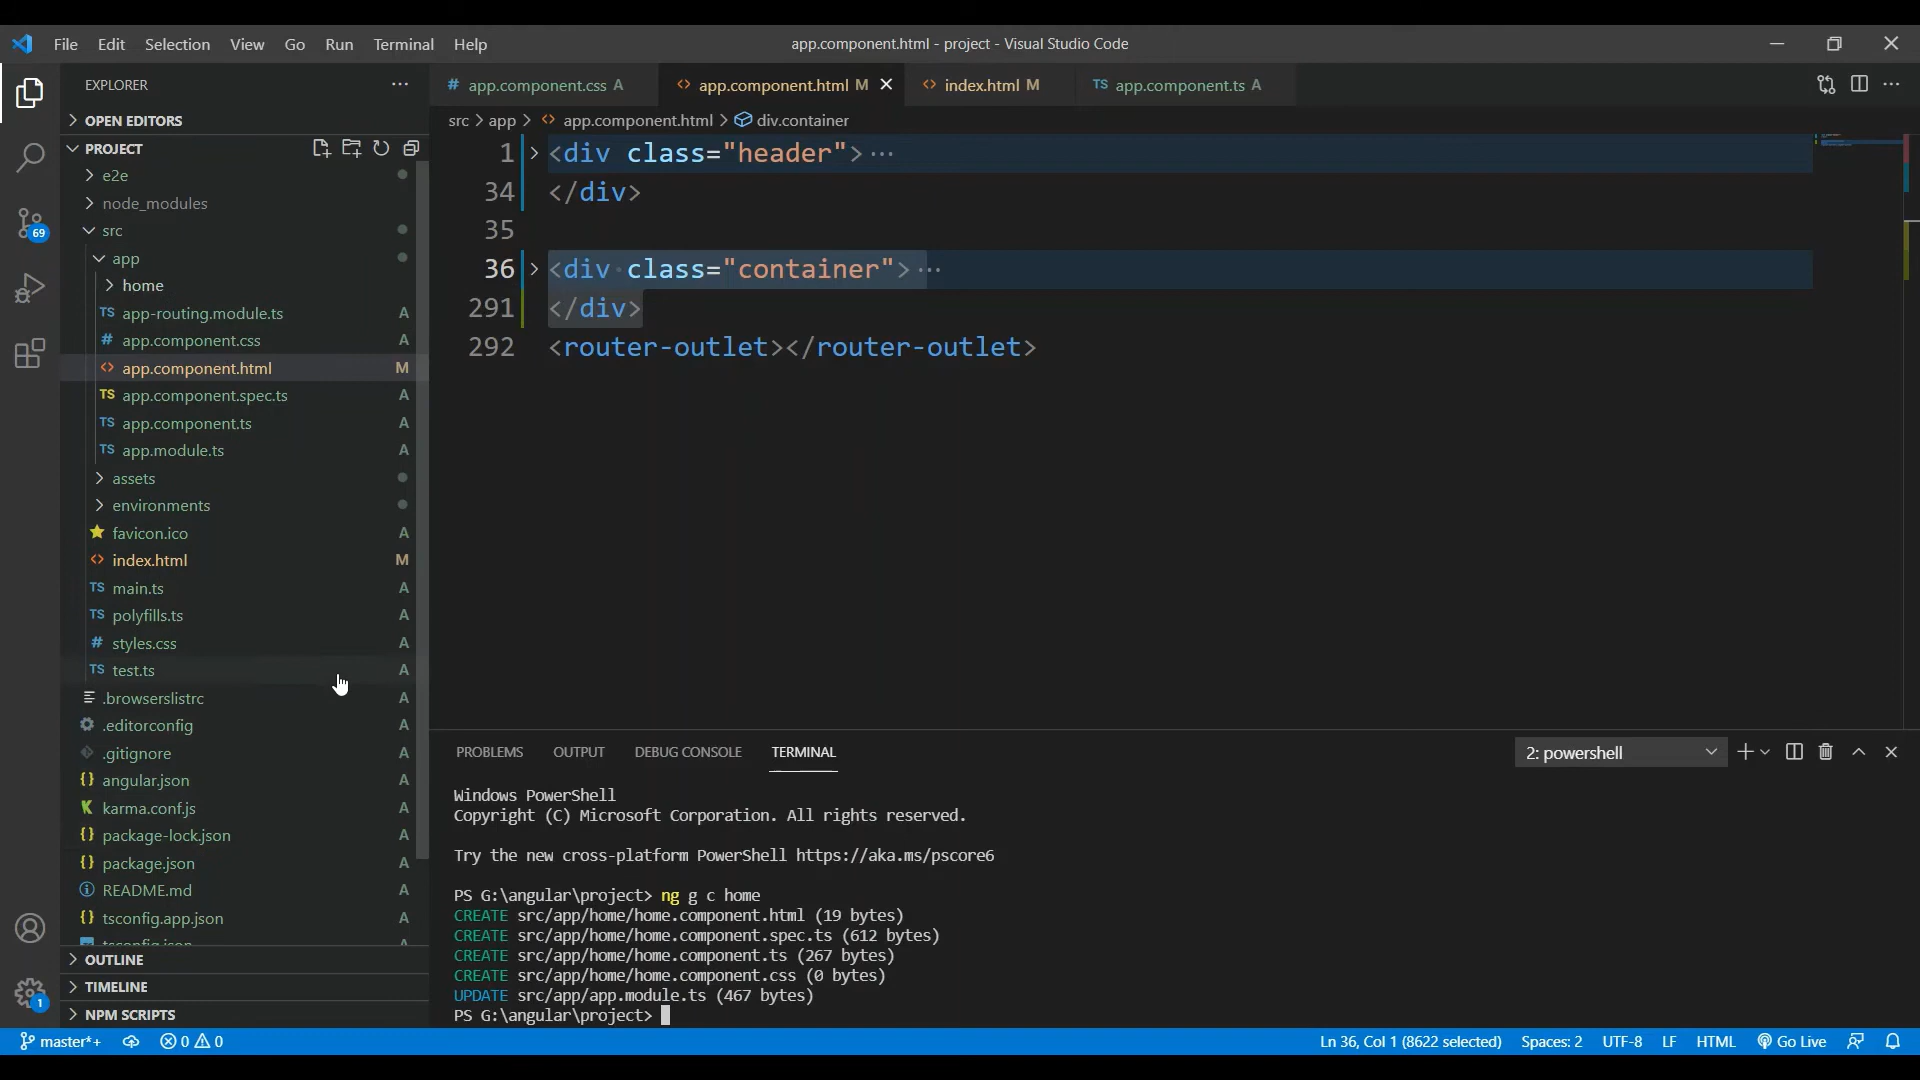 File Edit Selection View Go Run Terminal Help
app.component.html - project - Visual Studio Code
EXPLORER
OPEN EDITORS
PROJECT
e2e
node_modules
src
app
home
app-routing.module.ts A
app.component.css A
app.component.html M
app.component.spec.ts A
app.component.ts A
app.module.ts A
assets
environments
favicon.ico A
index.html M
main.ts A
polyfills.ts A
styles.css A
test.ts A
.browserslistrc A
.editorconfig A
.gitignore A
angular.json A
karma.conf.js A
package-lock.json A
package.json A
README.md A
tsconfig.app.json A
tsconfig.json A
OUTLINE
TIMELINE
NPM SCRIPTS
69
1
# app.component.css A
<> app.component.html M
<> index.html M
TS app.component.ts A
src > app > <> app.component.html > div.container
1 <div class="header"> ...
34 </div>
35
36 <div class="container"> ...
291 </div>
292 <router-outlet></router-outlet>
PROBLEMS OUTPUT DEBUG CONSOLE TERMINAL
2: powershell
Windows PowerShell
Copyright (C) Microsoft Corporation. All rights reserved.
Try the new cross-platform PowerShell https://aka.ms/pscore6
PS G:\angular\project> ng g c home
CREATE src/app/home/home.component.html (19 bytes)
CREATE src/app/home/home.component.spec.ts (612 bytes)
CREATE src/app/home/home.component.ts (267 bytes)
CREATE src/app/home/home.component.css (0 bytes)
UPDATE src/app/app.module.ts (467 bytes)
PS G:\angular\project>
master*+ 0 0 Ln 36, Col 1 (8622 selected) Spaces: 2 UTF-8 LF HTML Go Live